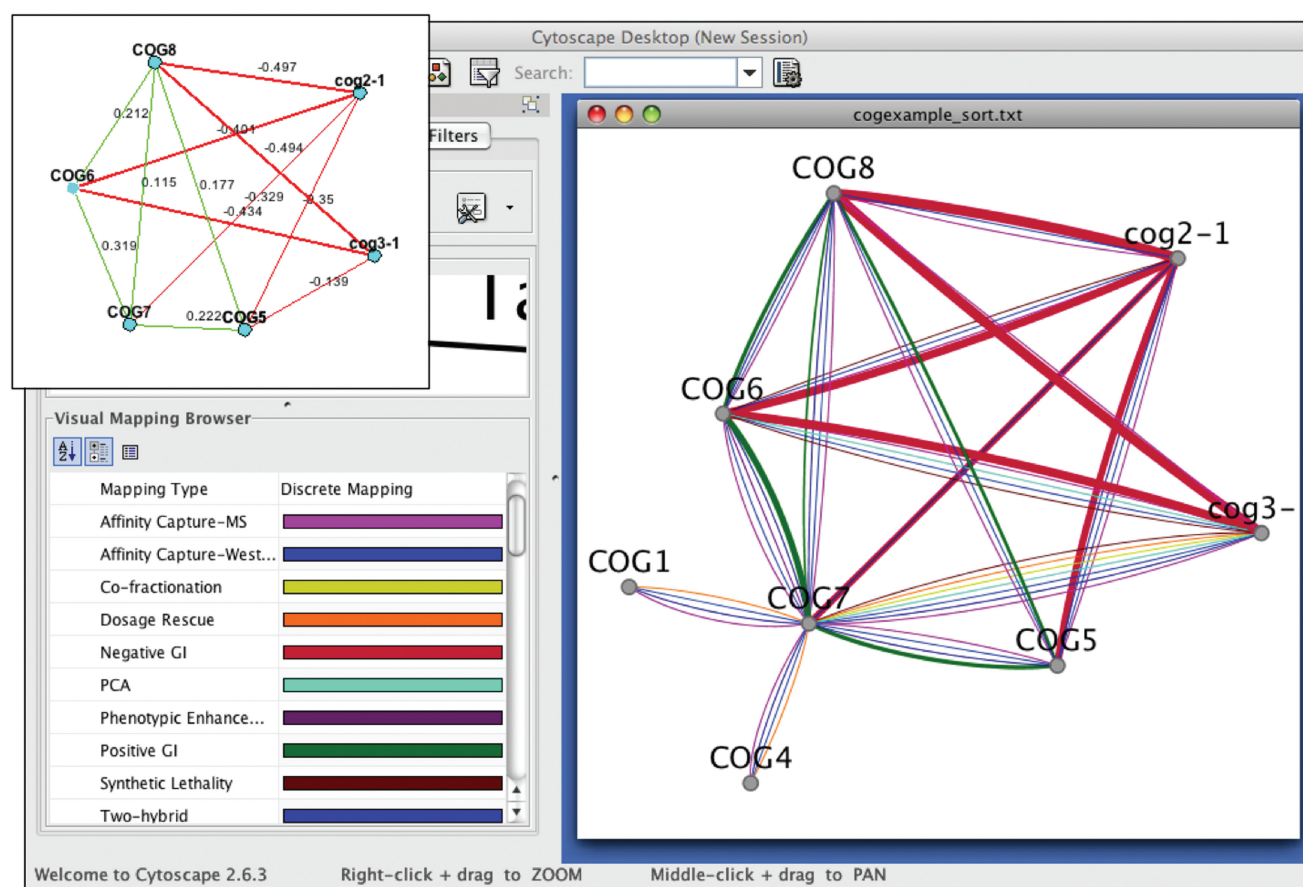 Cytoscape Desktop (New Session)
Search:
Filters
COG8
-0.497
cog2-1
0.212
-0.401
-0.494
COG6
0.115
0.177
-0.329
-0.35
-0.434
0.319
cog3-1
-0.139
COG7
0.222
COG5
la
Visual Mapping Browser
Mapping Type Discrete Mapping
Affinity Capture-MS
Affinity Capture-West...
Co-fractionation
Dosage Rescue
Negative GI
PCA
Phenotypic Enhance...
Positive GI
Synthetic Lethality
Two-hybrid
cogexample_sort.txt
COG8
cog2-1
COG6
cog3-
COG1
COG7
COG5
COG4
Welcome to Cytoscape 2.6.3 Right-click + drag to ZOOM Middle-click + drag to PAN